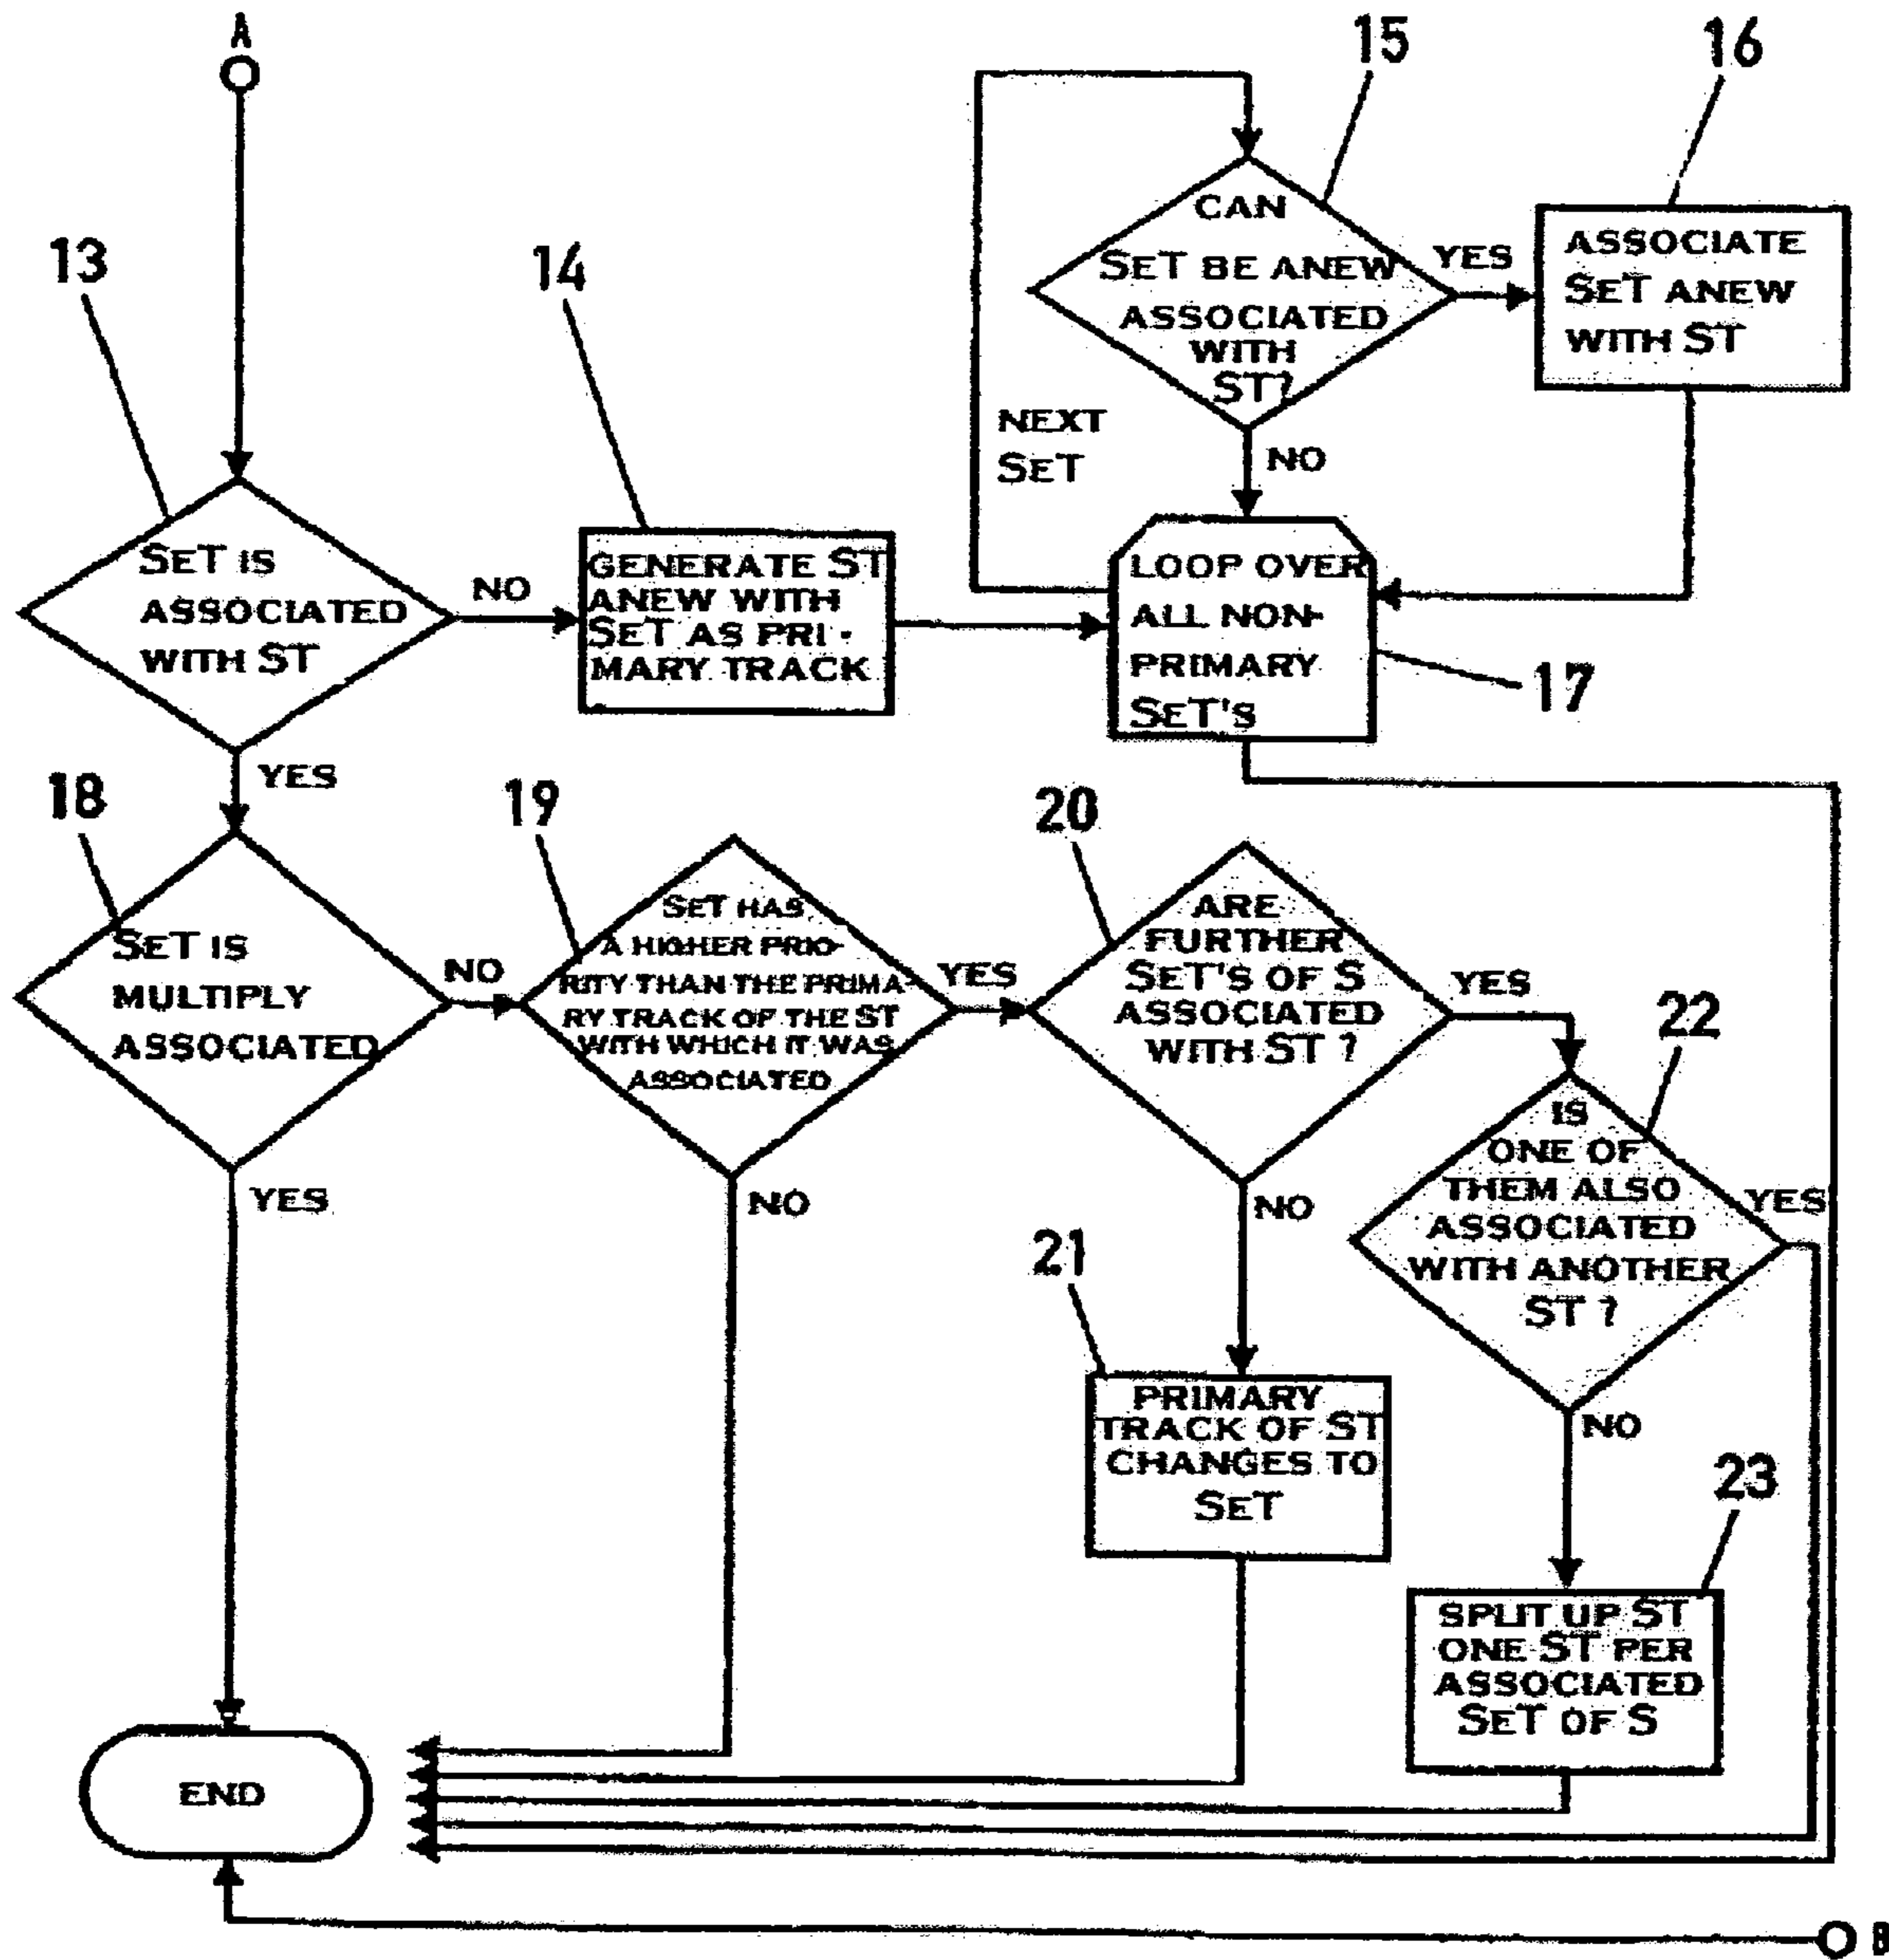 A
15
16
CAN
SET BE ANEW
ASSOCIATED
WITH
ST?
YES
ASSOCIATE
SET ANEW
WITH ST
13
14
NEXT
SET
NO
SET IS
ASSOCIATED
WITH ST
NO
GENERATE ST
ANEW WITH
SET AS PRI-
MARY TRACK
LOOP OVER
ALL NON-
PRIMARY
SET'S
17
YES
18
19
20
SET IS
MULTIPLY
ASSOCIATED
NO
SET HAS
A HIGHER PRIO-
RITY THAN THE PRIMA-
RY TRACK OF THE ST
WITH WHICH IT WAS
ASSOCIATED
YES
ARE
FURTHER
SET'S OF S
ASSOCIATED
WITH ST ?
YES
22
IS
ONE OF
THEM ALSO
ASSOCIATED
WITH ANOTHER
ST ?
YES
YES
NO
NO
21
PRIMARY
TRACK OF ST
CHANGES TO
SET
NO
23
SPLIT UP ST
ONE ST PER
ASSOCIATED
SET OF S
END
B